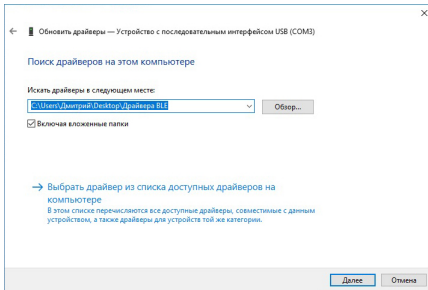 Обновить драйверы — Устройство с последовательным интерфейсом USB (COM3)
Поиск драйверов на этом компьютере
Искать драйверы в следующем месте:
C:\Users\Дмитрий\Desktop\Драйвера BLE
Обзор...
Включая вложенные папки
Выбрать драйвер из списка доступных драйверов на
компьютере
В этом списке перечисляются все доступные драйверы, совместимые с данным
устройством, а также драйверы для устройств той же категории.
Далее
Отмена